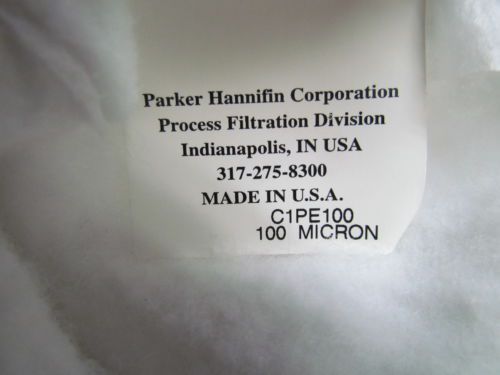 Parker Hannifin Corporation
Process Filtration Division
Indianapolis, IN USA
317-275-8300
MADE IN U.S.A.
C1PE100
100 MICRON